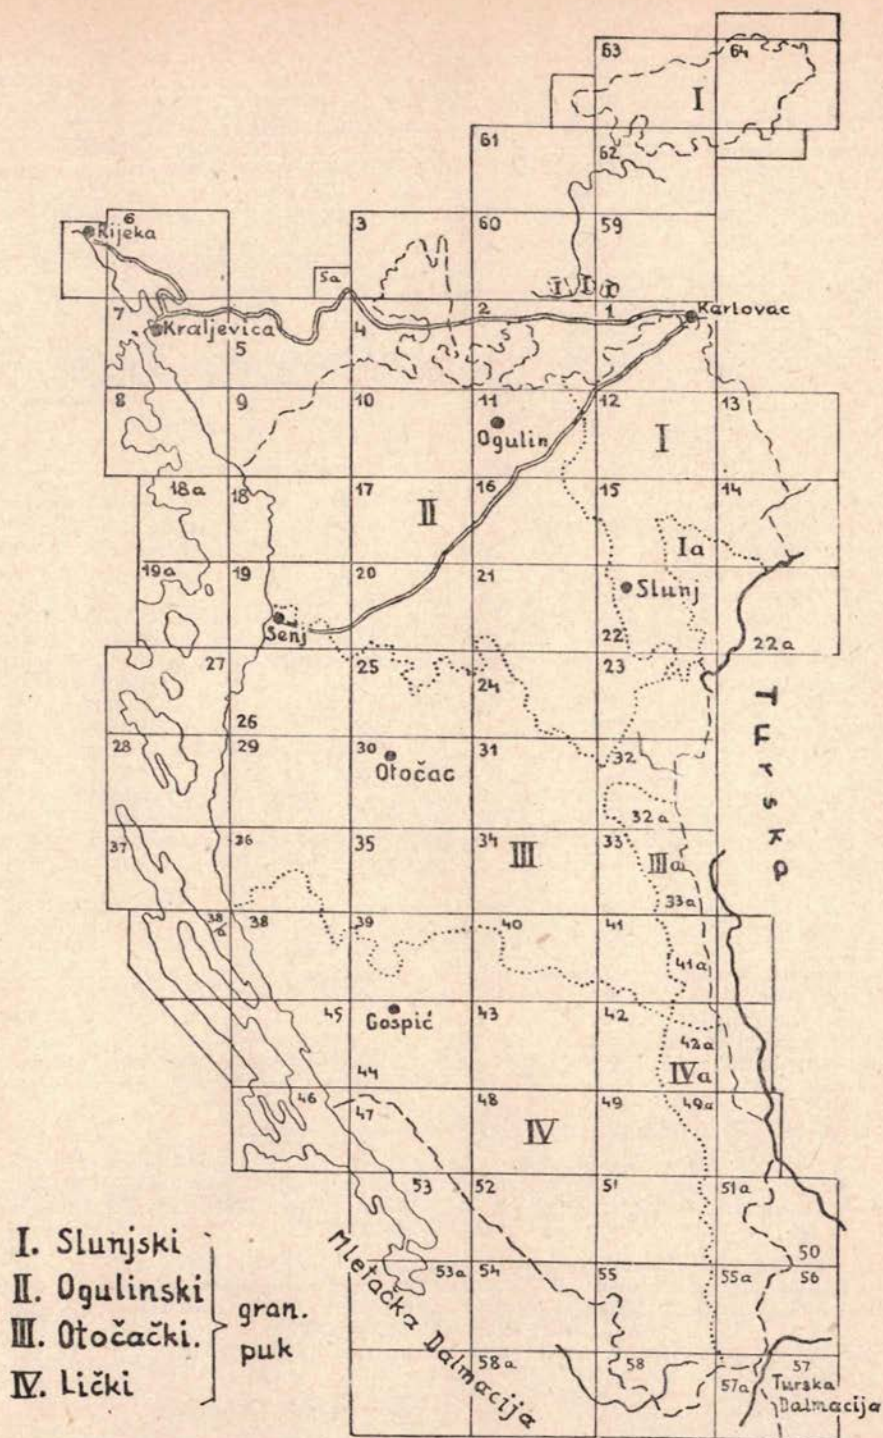 63 64
I
61 62
6
Rijeka
3 60 59
5a
I I I
7 4 2 1 Karlovac
Kraljevica
5
8 9 10 11 12 13
Ogulin
I
18a 18 17 16 15 14
II
Ia
19a 19 20 21
Slunj
Senj
22
22a
27 25 24 23
26
28 29 30 31 32
Otočac
Turska
32a
37 36 35 34 33
III IIIa
33a
38a 38 39 40 41
41a
45 Gospić 43 42
42a
44 IVa
46 47 48 49 49a
IV
53 52 51 51a
50
53a 54 55 55a 56
Mletačka Dalmacija
58a 58 57a 57
Turska
Dalmacija
I. Slunjski
II. Ogulinski
III. Otočački.
IV. Lički
gran.
puk